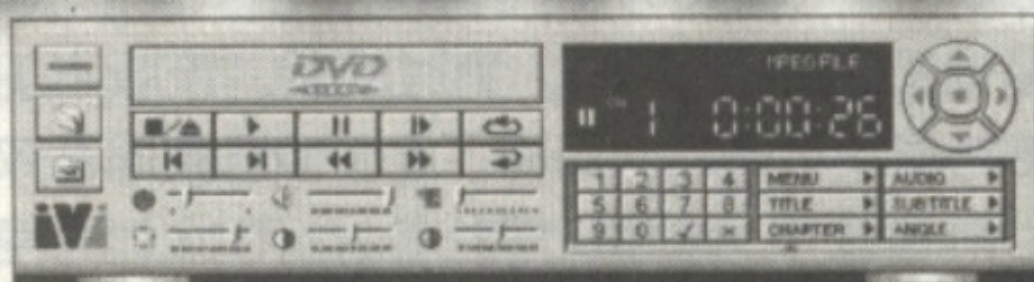 DVD
MPEG FILE
CH 1 0:00:26
1 2 3 4
5 6 7 8
9 0
MENU AUDIO
TITLE SUBTITLE
CHAPTER ANGLE
iVi